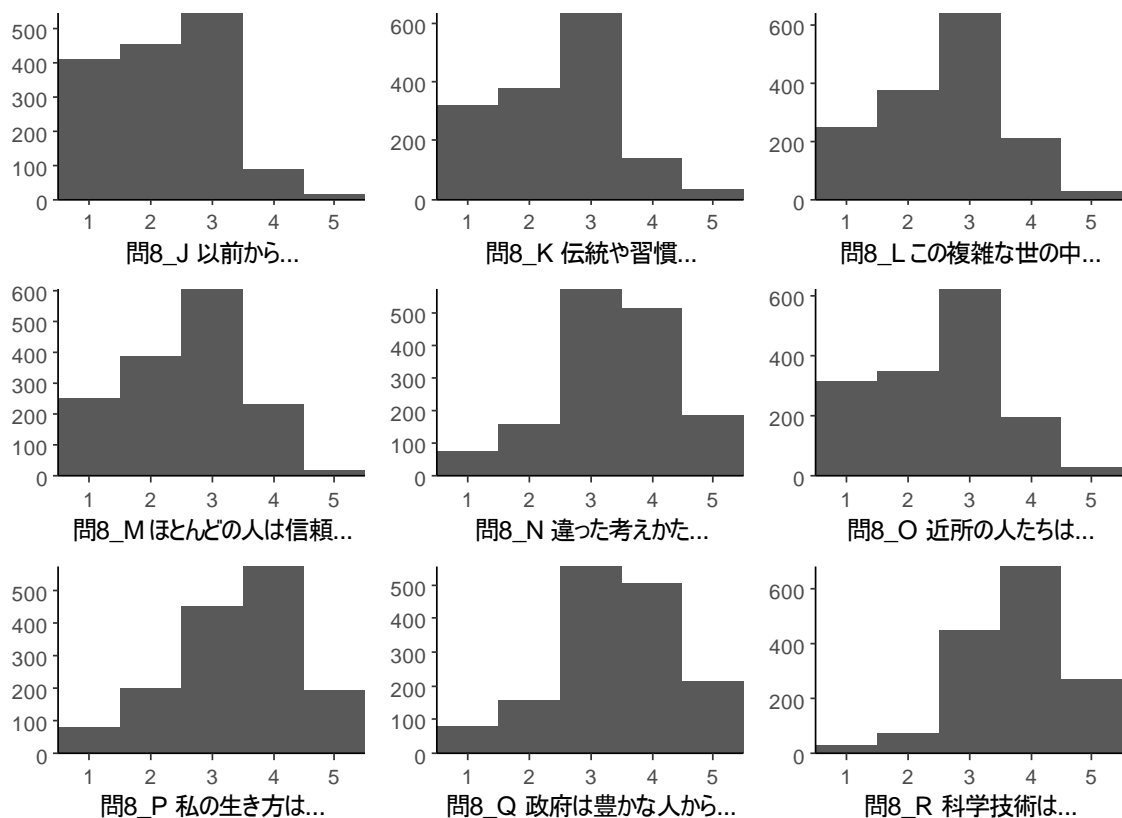 500
400
300
200
100
0
1 2 3 4 5
問8_J 以前から...
600
400
200
0
1 2 3 4 5
問8_K 伝統や習慣...
600
400
200
0
1 2 3 4 5
問8_L この複雑な世の中...
600
500
400
300
200
100
0
1 2 3 4 5
問8_M ほとんどの人は信頼...
500
400
300
200
100
0
1 2 3 4 5
問8_N 違った考えかた...
600
400
200
0
1 2 3 4 5
問8_O 近所の人たちは...
500
400
300
200
100
0
1 2 3 4 5
問8_P 私の生き方は...
500
400
300
200
100
0
1 2 3 4 5
問8_Q 政府は豊かな人から...
600
400
200
0
1 2 3 4 5
問8_R 科学技術は...